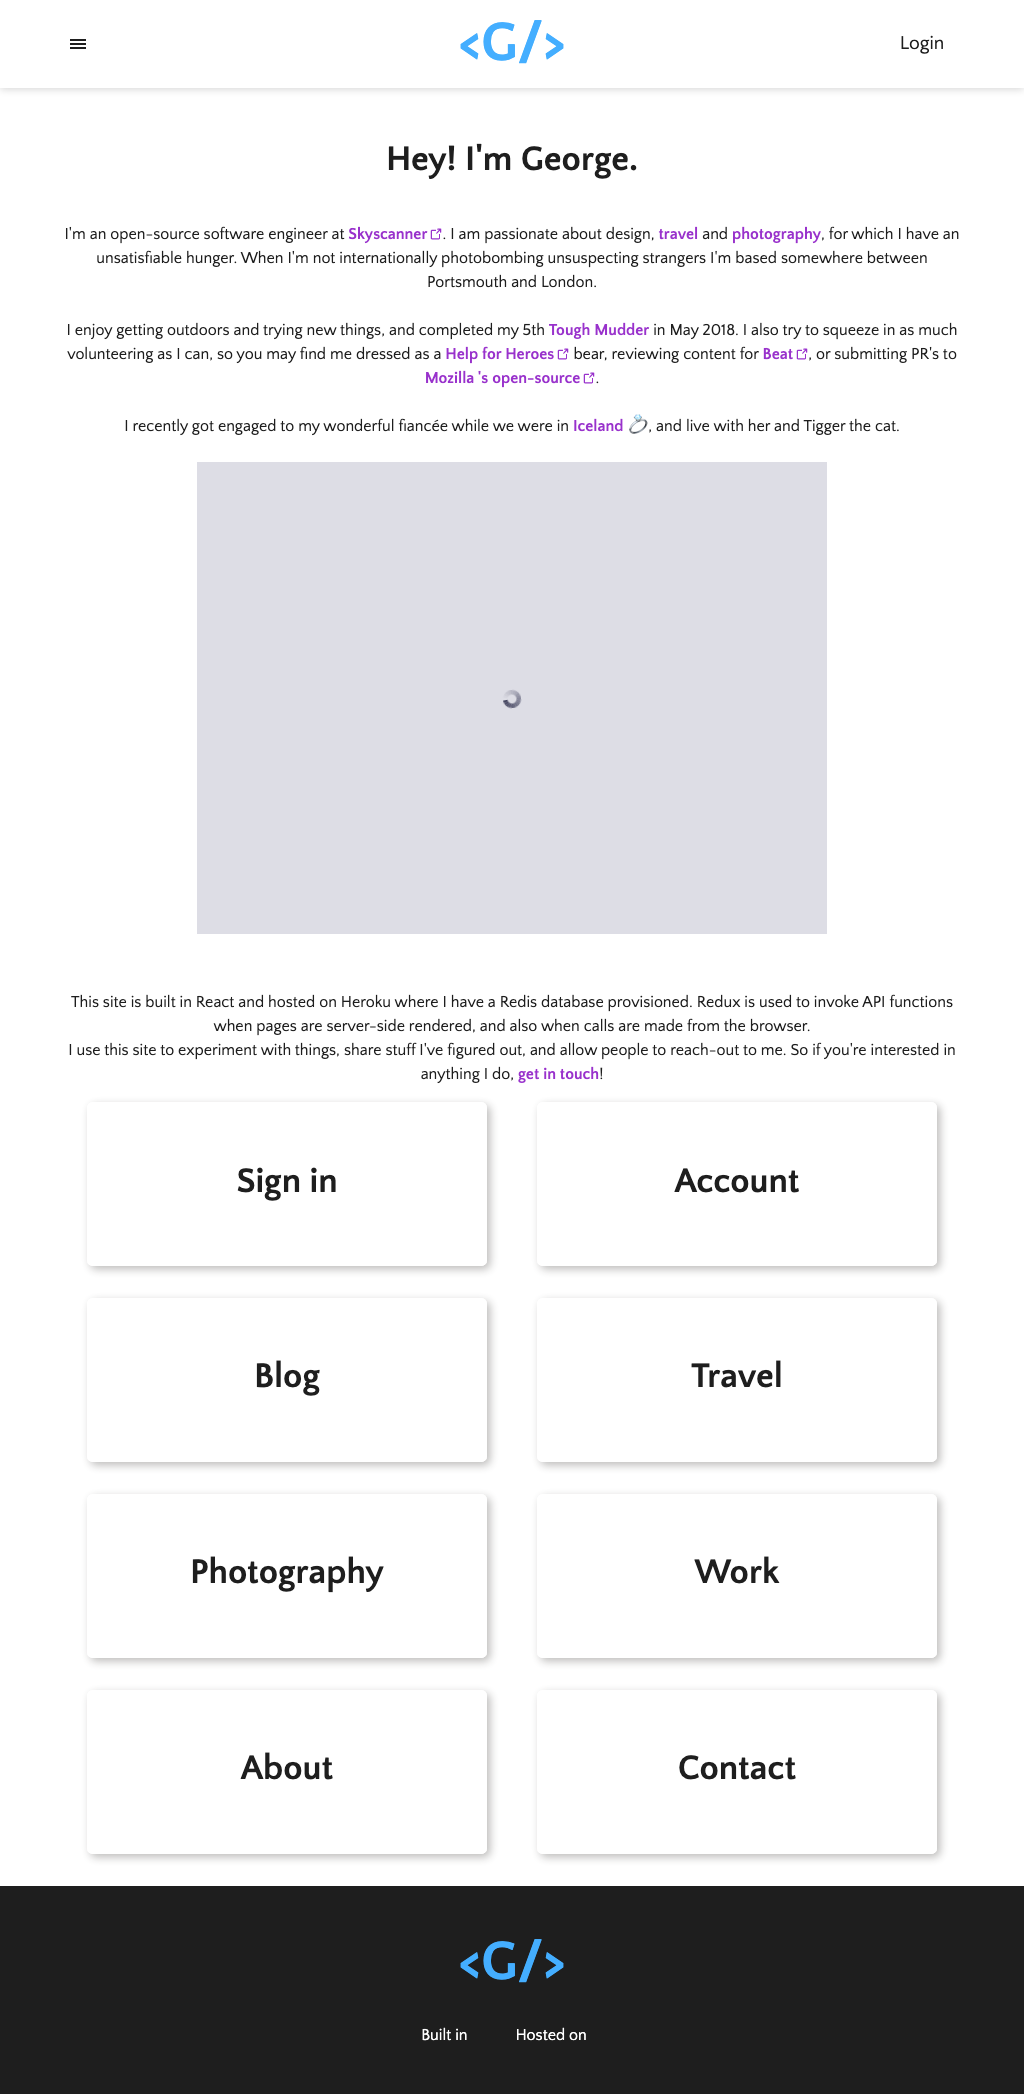 <G/>
Login
Hey! I'm George.
I'm an open-source software engineer at Skyscanner. I am passionate about design, travel and photography, for which I have an
unsatisfiable hunger. When I'm not internationally photobombing unsuspecting strangers I'm based somewhere between
Portsmouth and London.
I enjoy getting outdoors and trying new things, and completed my 5th Tough Mudder in May 2018. I also try to squeeze in as much
volunteering as I can, so you may find me dressed as a Help for Heroes bear, reviewing content for Beat, or submitting PR's to
Mozilla 's open-source.
I recently got engaged to my wonderful fiancée while we were in Iceland 💍, and live with her and Tigger the cat.
This site is built in React and hosted on Heroku where I have a Redis database provisioned. Redux is used to invoke API functions
when pages are server-side rendered, and also when calls are made from the browser.
I use this site to experiment with things, share stuff I've figured out, and allow people to reach-out to me. So if you're interested in
anything I do, get in touch!
Sign in
Account
Blog
Travel
Photography
Work
About
Contact
<G/>
Built in
Hosted on